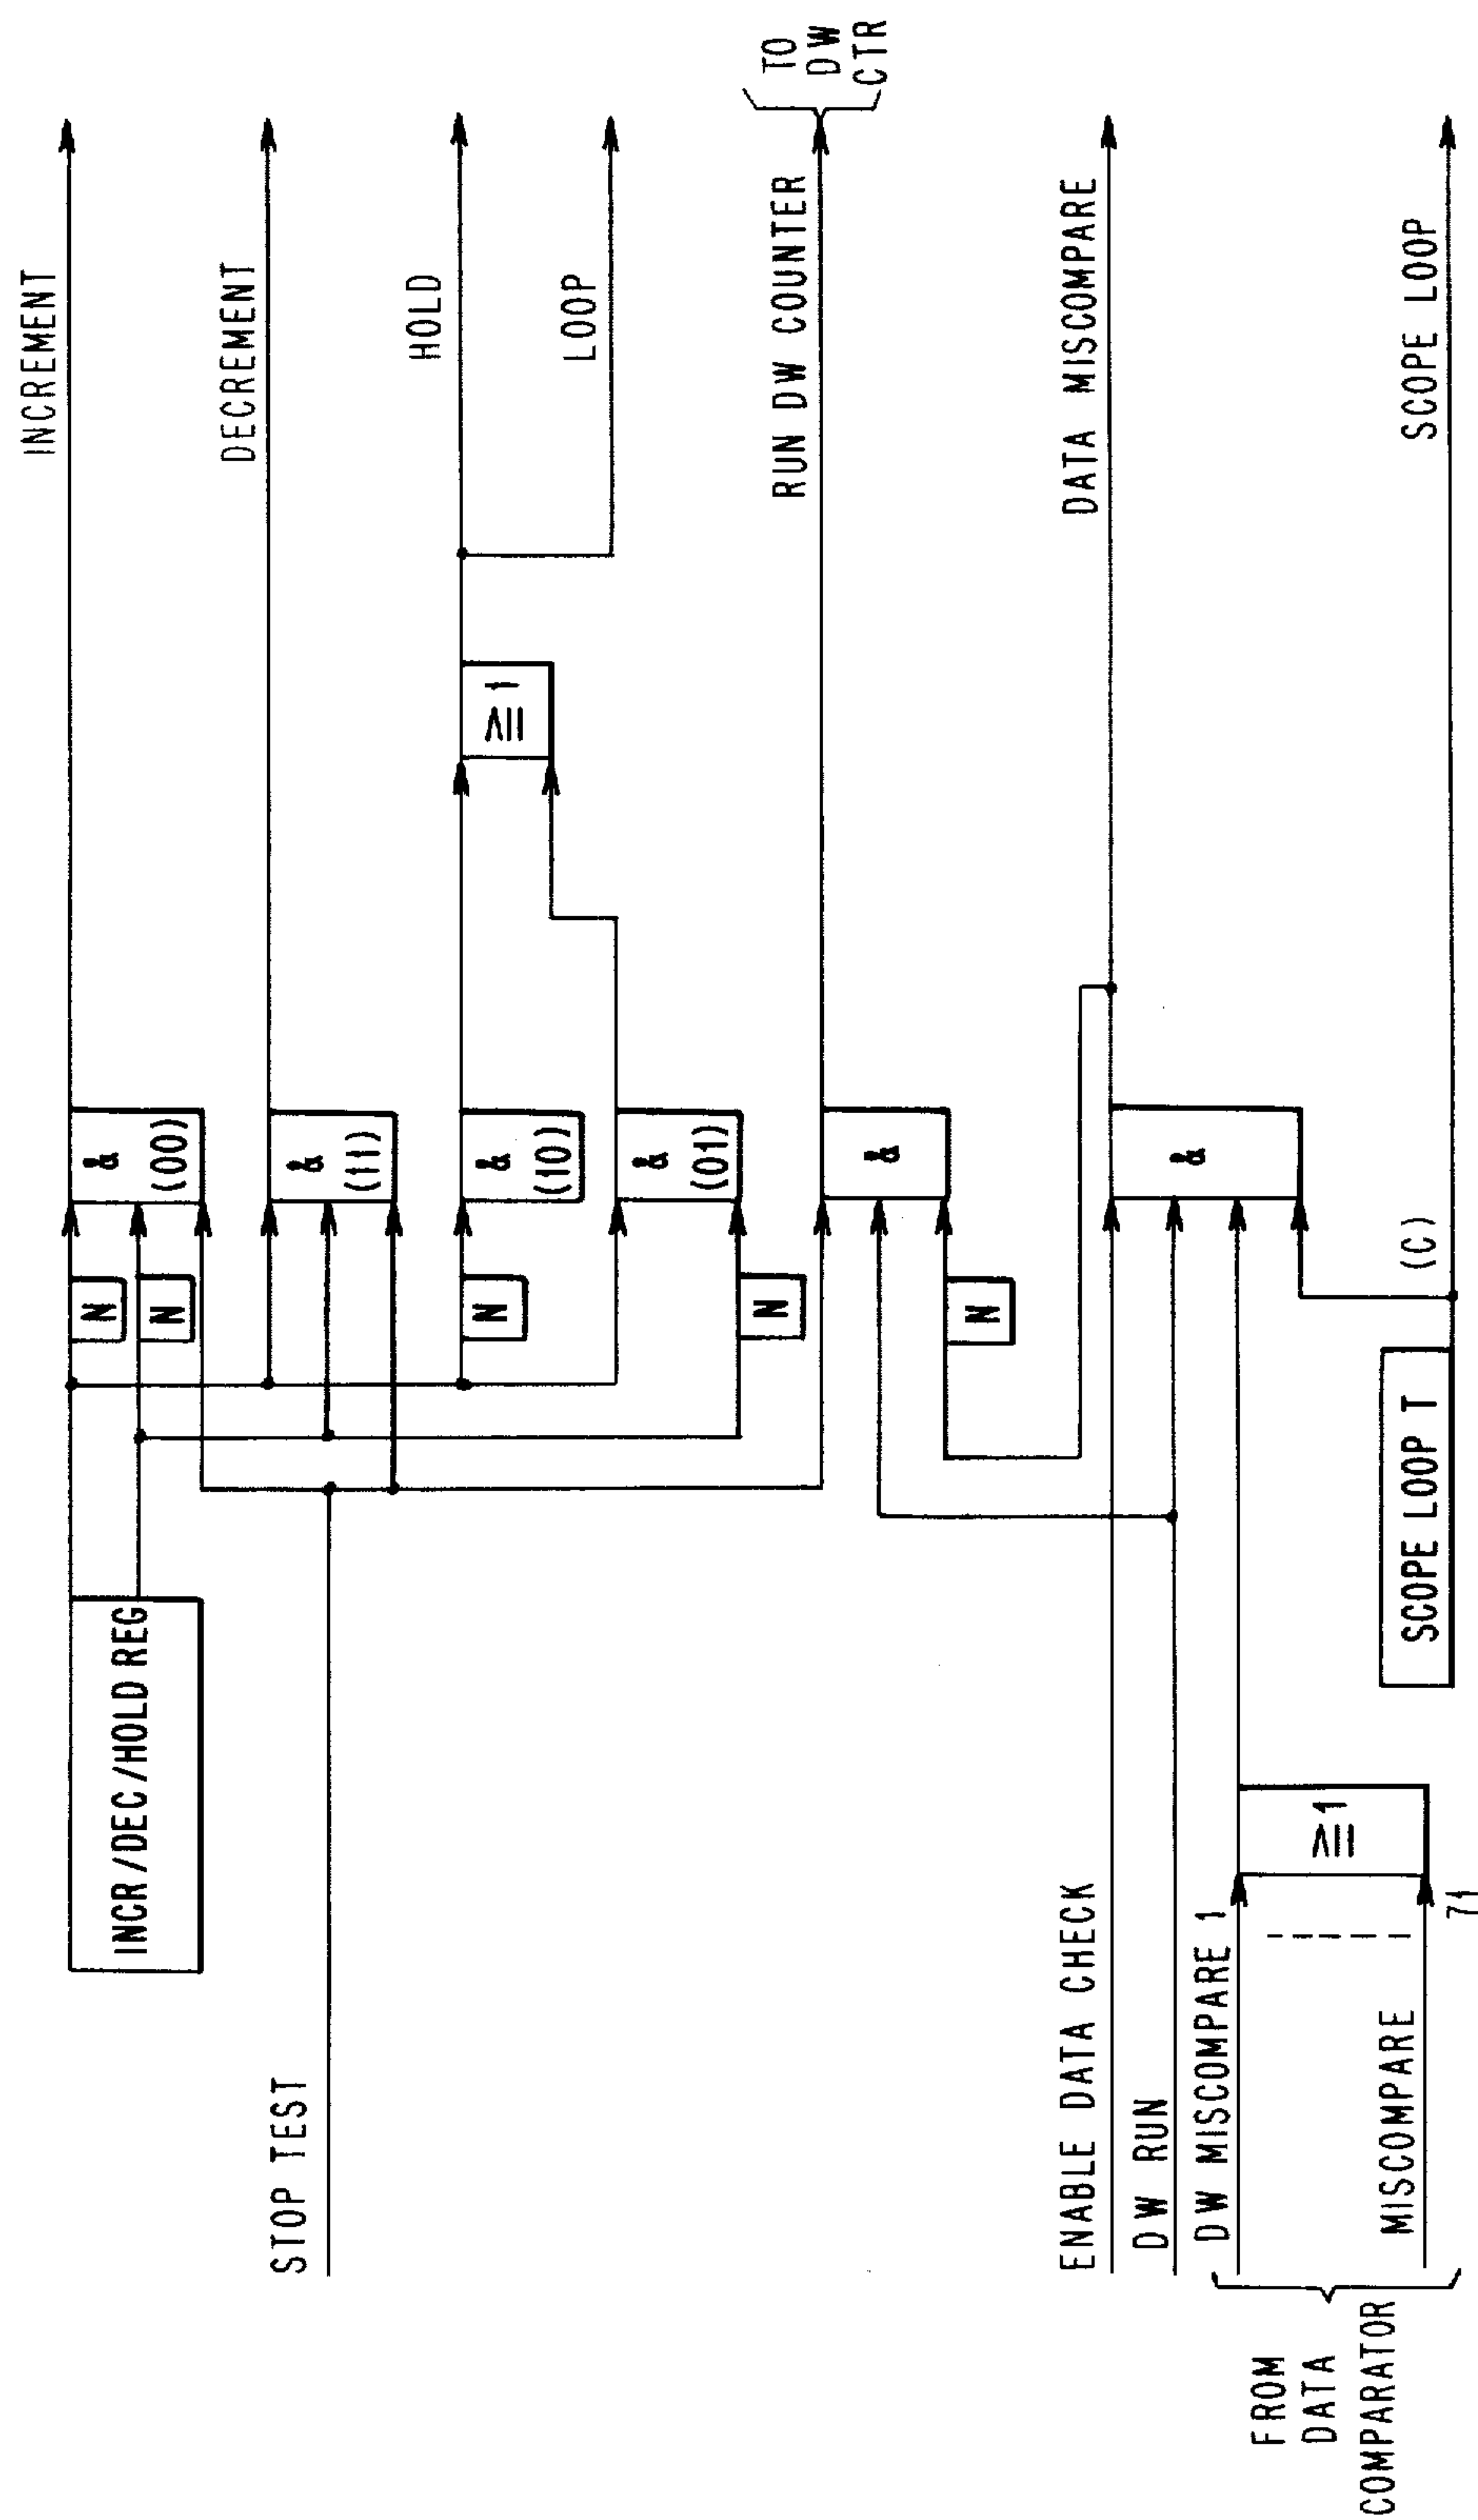 INCREMENT
DECREMENT
HOLD
LOOP
RUN DW COUNTER
TO
DW
CTR
DATA MISCOMPARE
SCOPE LOOP
≥1
&
(00)
&
(11)
&
(10)
&
(01)
&
&
N
N
N
N
N
(C)
INCR/DEC/HOLD REG
SCOPE LOOP T
≥1
STOP TEST
ENABLE DATA CHECK
DW RUN
DW MISCOMPARE 1
MISCOMPARE
71
FROM
DATA
COMPARATOR